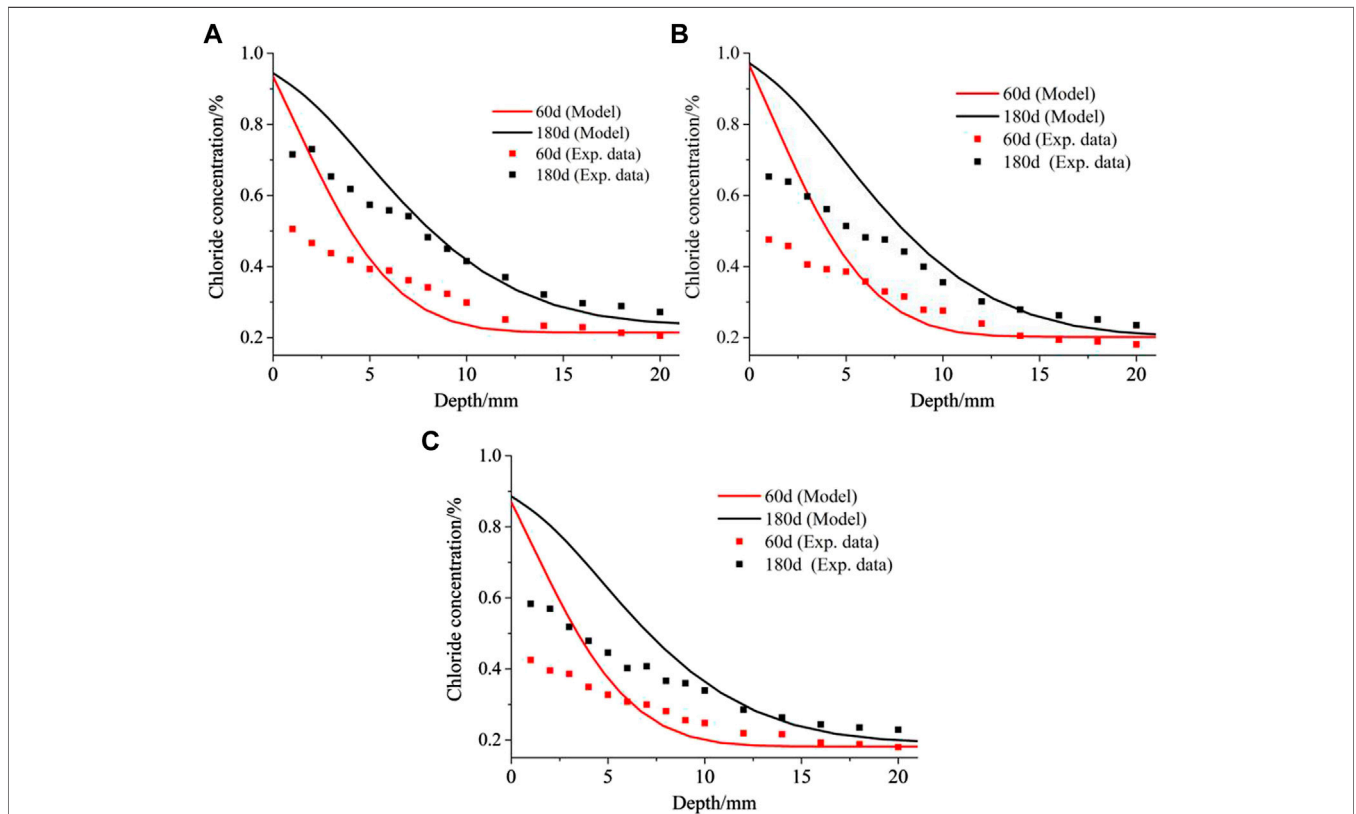 A
1.0
0.8
0.6
0.4
0.2
0
5
10
15
20
Chloride concentration/%
Depth/mm
60d (Model)
180d (Model)
60d (Exp. data)
180d (Exp. data)
B
1.0
0.8
0.6
0.4
0.2
0
5
10
15
20
Chloride concentration/%
Depth/mm
60d (Model)
180d (Model)
60d (Exp. data)
180d (Exp. data)
C
1.0
0.8
0.6
0.4
0.2
0
5
10
15
20
Chloride concentration/%
Depth/mm
60d (Model)
180d (Model)
60d (Exp. data)
180d (Exp. data)